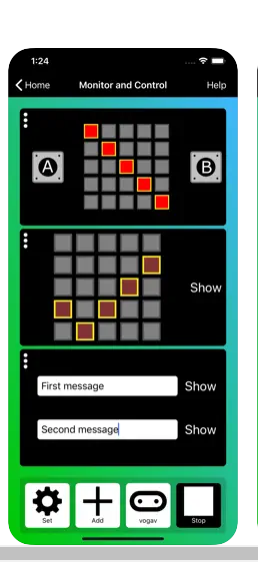 1:24
Home Monitor and Control Help
A B
Show
First message Show
Second message Show
Set Add vogav Stop